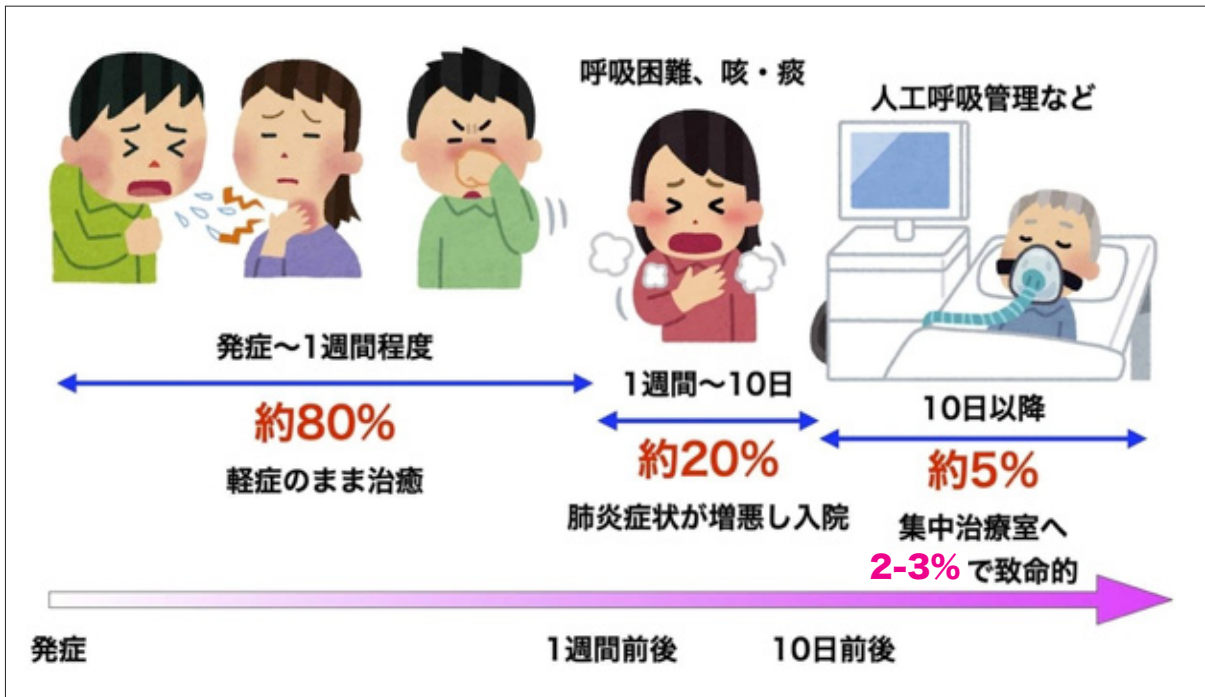 呼吸困難、咳・痰
人工呼吸管理など
発症〜1週間程度
約80%
軽症のまま治癒
1週間〜10日
約20%
肺炎症状が増悪し入院
10日以降
約5%
集中治療室へ
2-3% で致命的
発症
1週間前後
10日前後